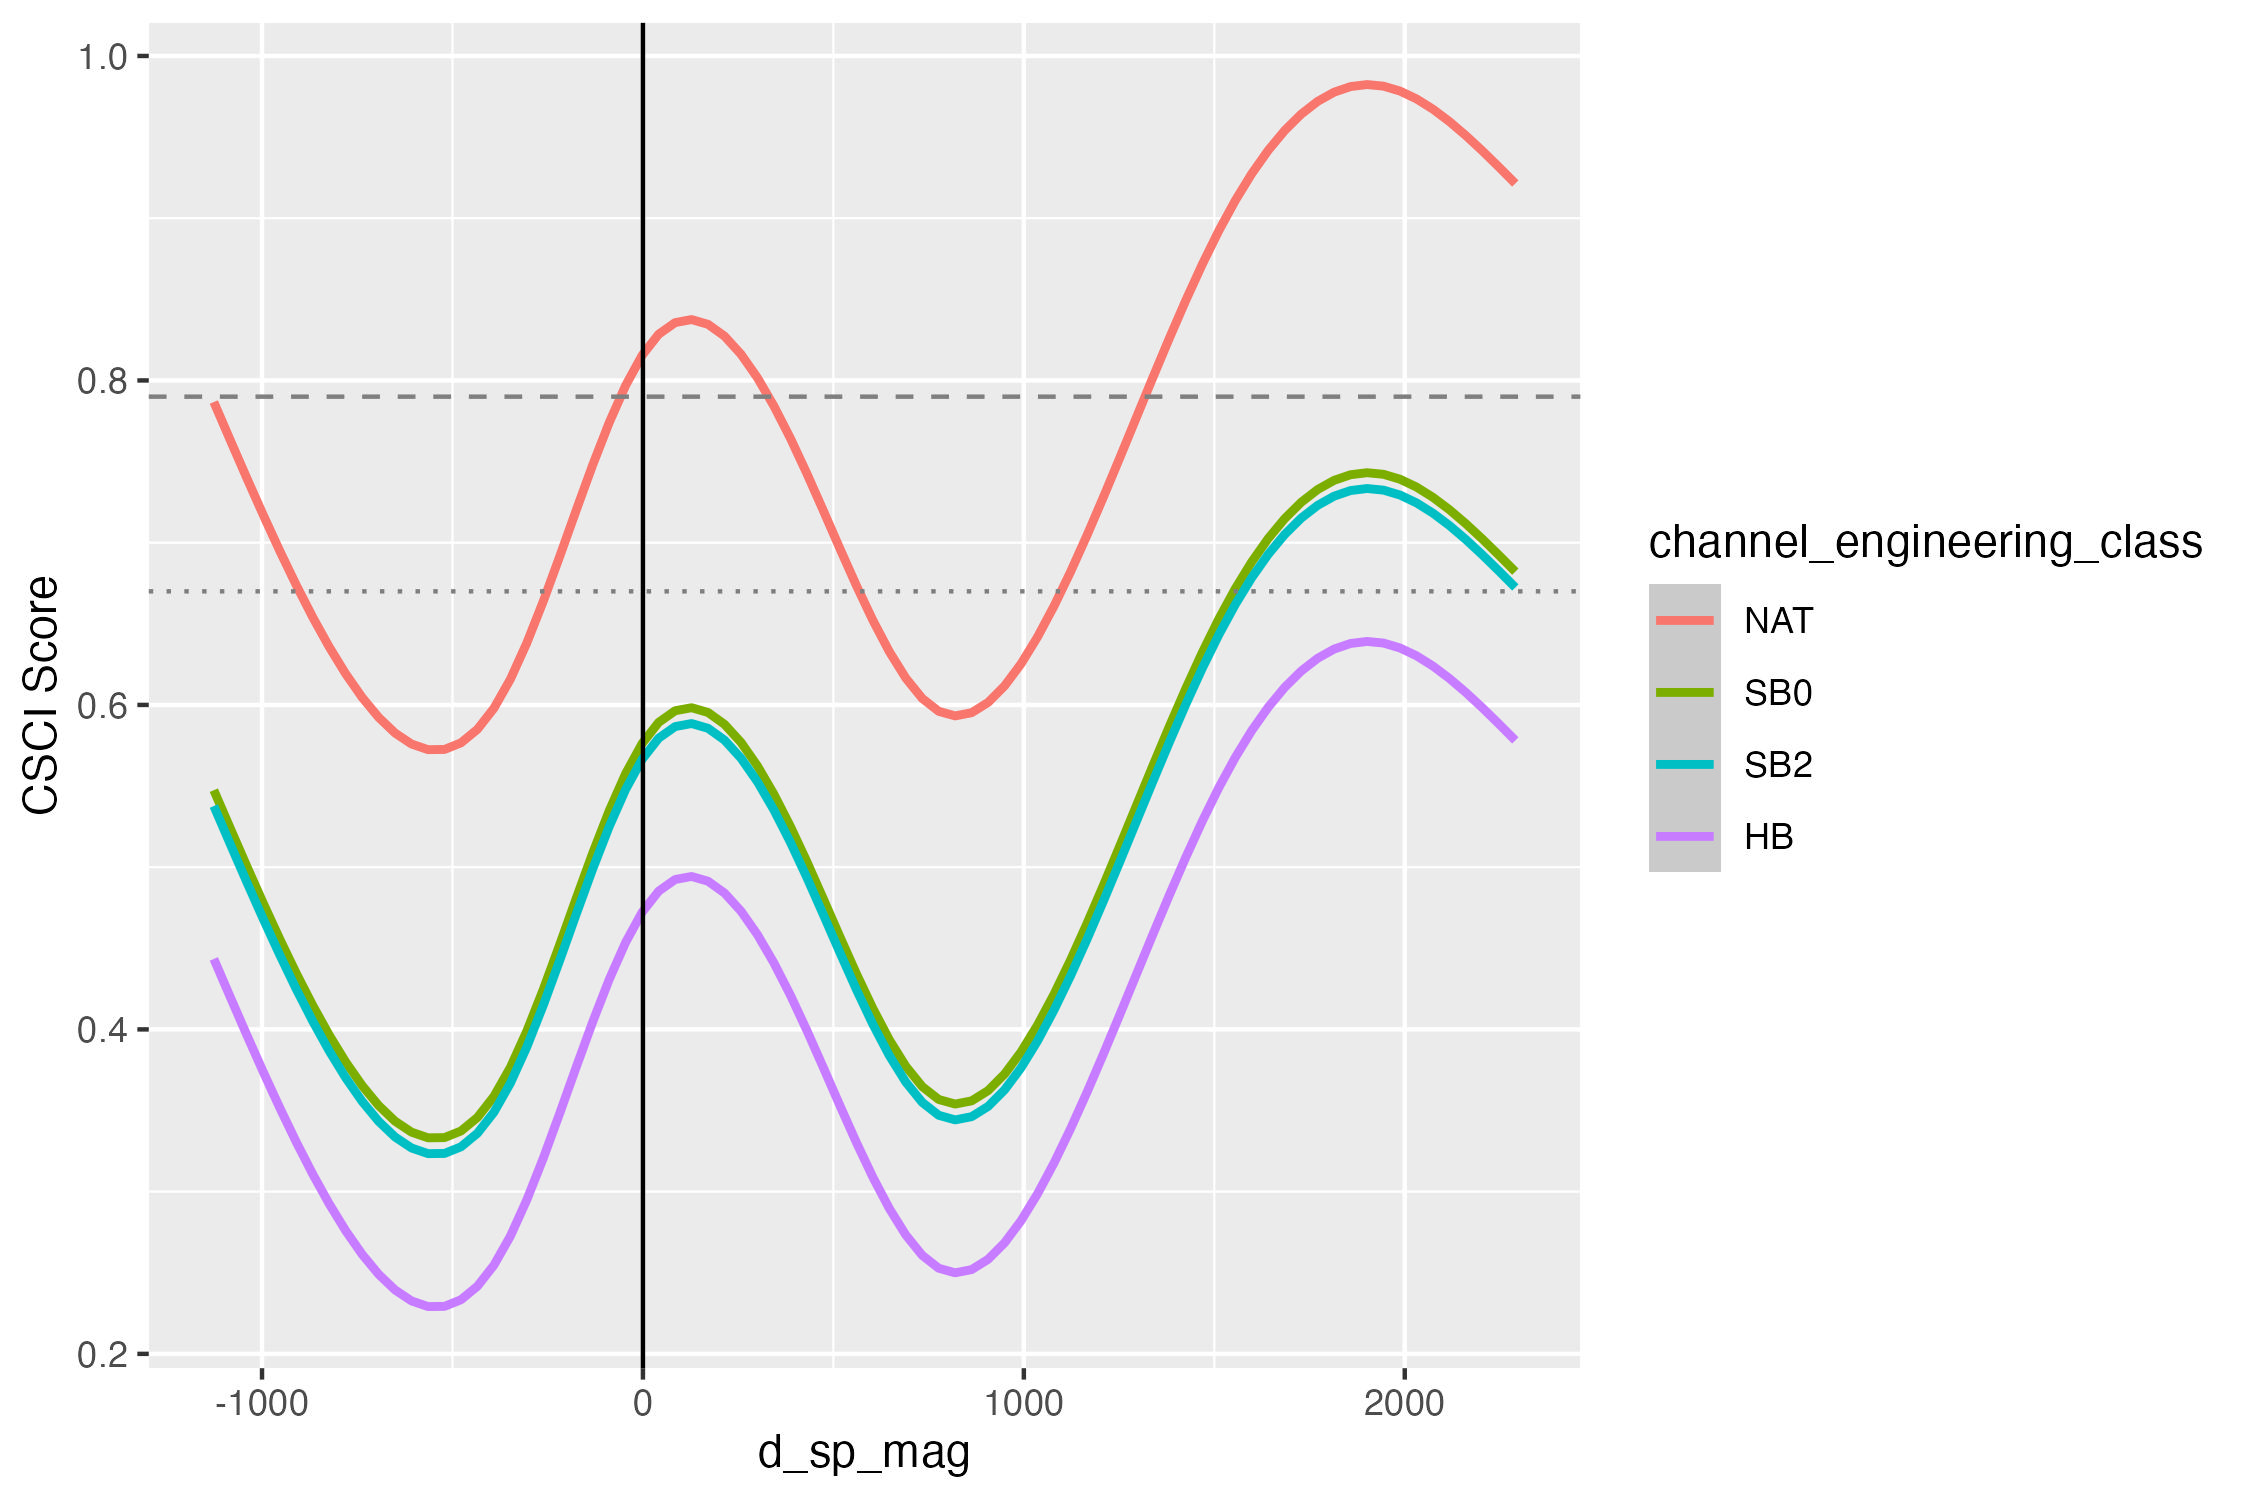 CSCI Score
1.0
0.8
0.6
0.4
0.2
-1000
0
1000
2000
d_sp_mag
channel_engineering_class
NAT
SB0
SB2
HB